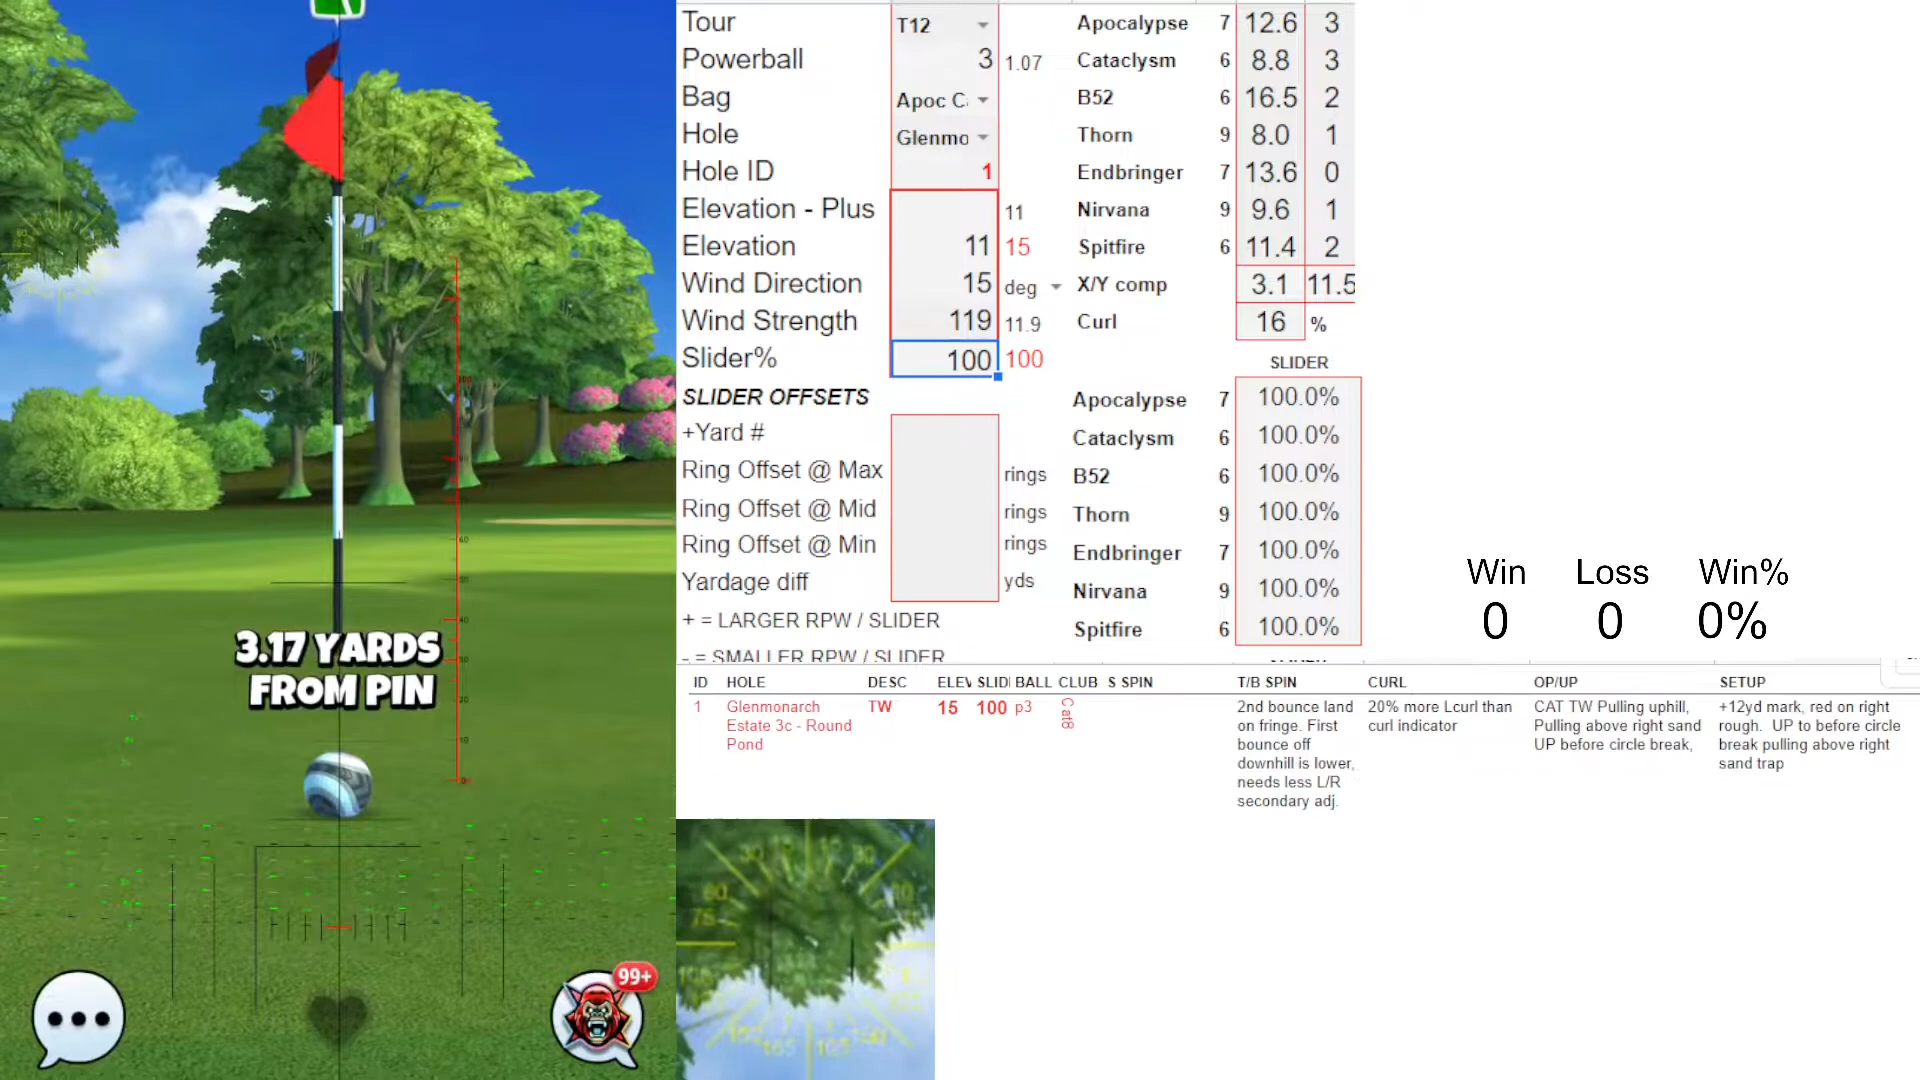 3.17 YARDS
FROM PIN
99+
Tour T12
Powerball 3 1.07
Bag Apoc Ca
Hole Glenmo
Hole ID 1
Elevation - Plus 11
Elevation 11 15
Wind Direction 15 deg
Wind Strength 119 11.9
Slider% 100 100
SLIDER OFFSETS
+Yard #
Ring Offset @ Max rings
Ring Offset @ Mid rings
Ring Offset @ Min rings
Yardage diff yds
+ = LARGER RPW / SLIDER
- = SMALLER RPW / SLIDER
Apocalypse 7 12.6 3
Cataclysm 6 8.8 3
B52 6 16.5 2
Thorn 9 8.0 1
Endbringer 7 13.6 0
Nirvana 9 9.6 1
Spitfire 6 11.4 2
X/Y comp 3.1 11.5
Curl 16 %
SLIDER
Apocalypse 7 100.0%
Cataclysm 6 100.0%
B52 6 100.0%
Thorn 9 100.0%
Endbringer 7 100.0%
Nirvana 9 100.0%
Spitfire 6 100.0%
Win Loss Win%
0 0 0%
ID HOLE DESC ELEV SLID BALL CLUB S SPIN T/B SPIN CURL OP/UP SETUP
1 Glenmonarch
Estate 3c - Round
Pond
TW 15 100 p3 Cat8
2nd bounce land
on fringe. First
bounce off
downhill is lower,
needs less L/R
secondary adj.
20% more Lcurl than
curl indicator
CAT TW Pulling uphill,
Pulling above right sand
UP before circle break,
+12yd mark, red on right
rough. UP to before circle
break pulling above right
sand trap